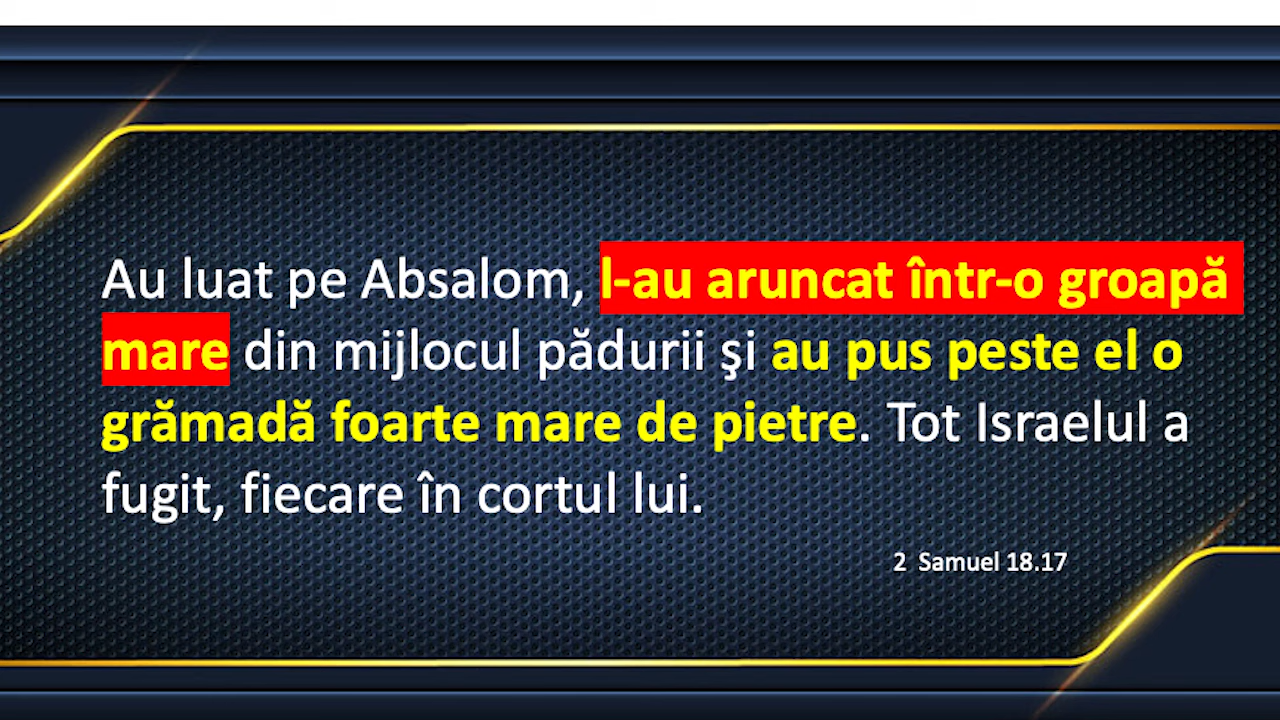 Au luat pe Absalom, l-au aruncat într-o groapă
mare din mijlocul pădurii şi au pus peste el o
grămadă foarte mare de pietre. Tot Israelul a
fugit, fiecare în cortul lui.
2 Samuel 18.17